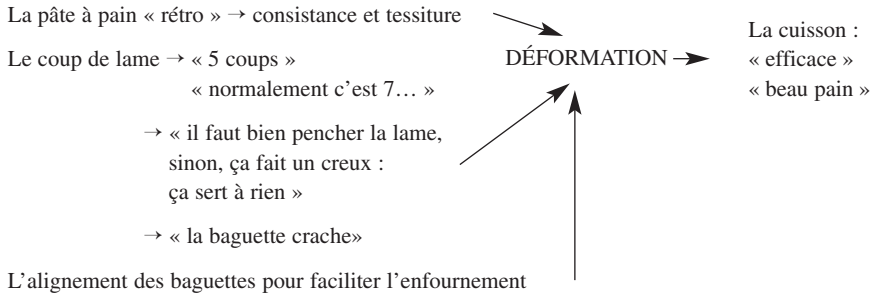 La pâte à pain « rétro » → consistance et tessiture
Le coup de lame → « 5 coups »
« normalement c'est 7… »
→ « il faut bien pencher la lame,
sinon, ça fait un creux :
ça sert à rien »
→ « la baguette crache»
L'alignement des baguettes pour faciliter l'enfournement
DÉFORMATION
La cuisson :
« efficace »
« beau pain »